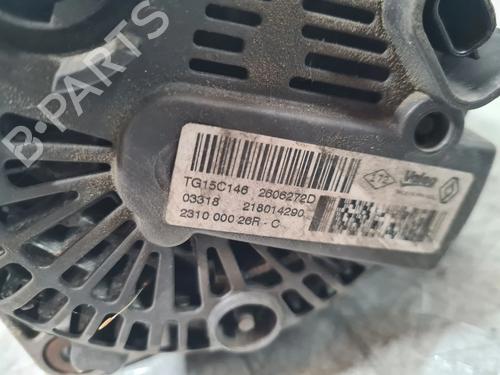 B-PARTS
Valeo
TG15C146 2606272D
03318 218014290
2310 000 26R - C